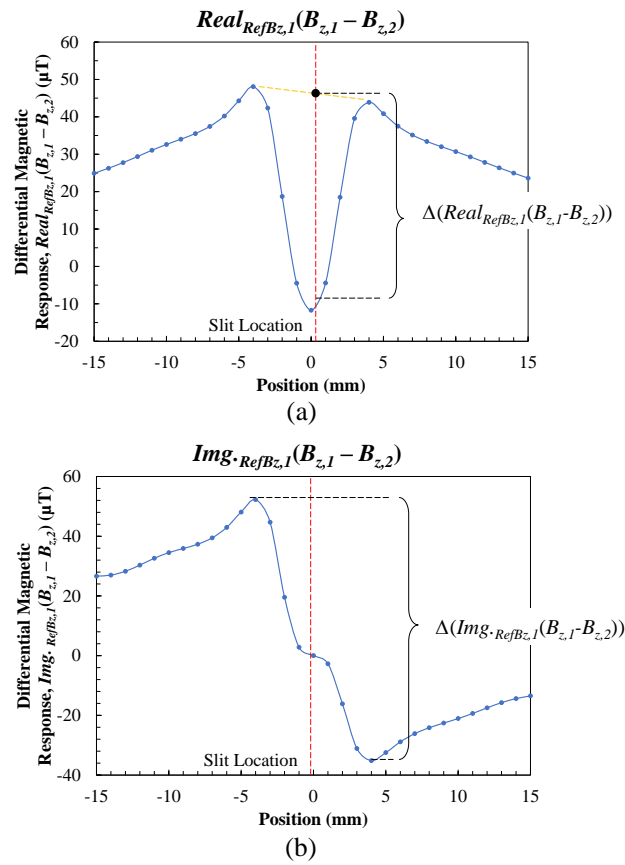 Real_RefBz,1(B_z,1 – B_z,2)
Differential Magnetic
Response, Real_RefBz,1(B_z,1 – B_z,2) (µT)
60
50
40
30
20
10
0
-10
-20
Δ(Real_RefBz,1(B_z,1-B_z,2))
Slit Location
-15 -10 -5 0 5 10 15
Position (mm)
(a)
Img._RefBz,1(B_z,1 – B_z,2)
Differential Magnetic
Response, Img._RefBz,1(B_z,1 – B_z,2) (µT)
60
40
20
0
-20
-40
Δ(Img._RefBz,1(B_z,1-B_z,2))
Slit Location
-15 -10 -5 0 5 10 15
Position (mm)
(b)